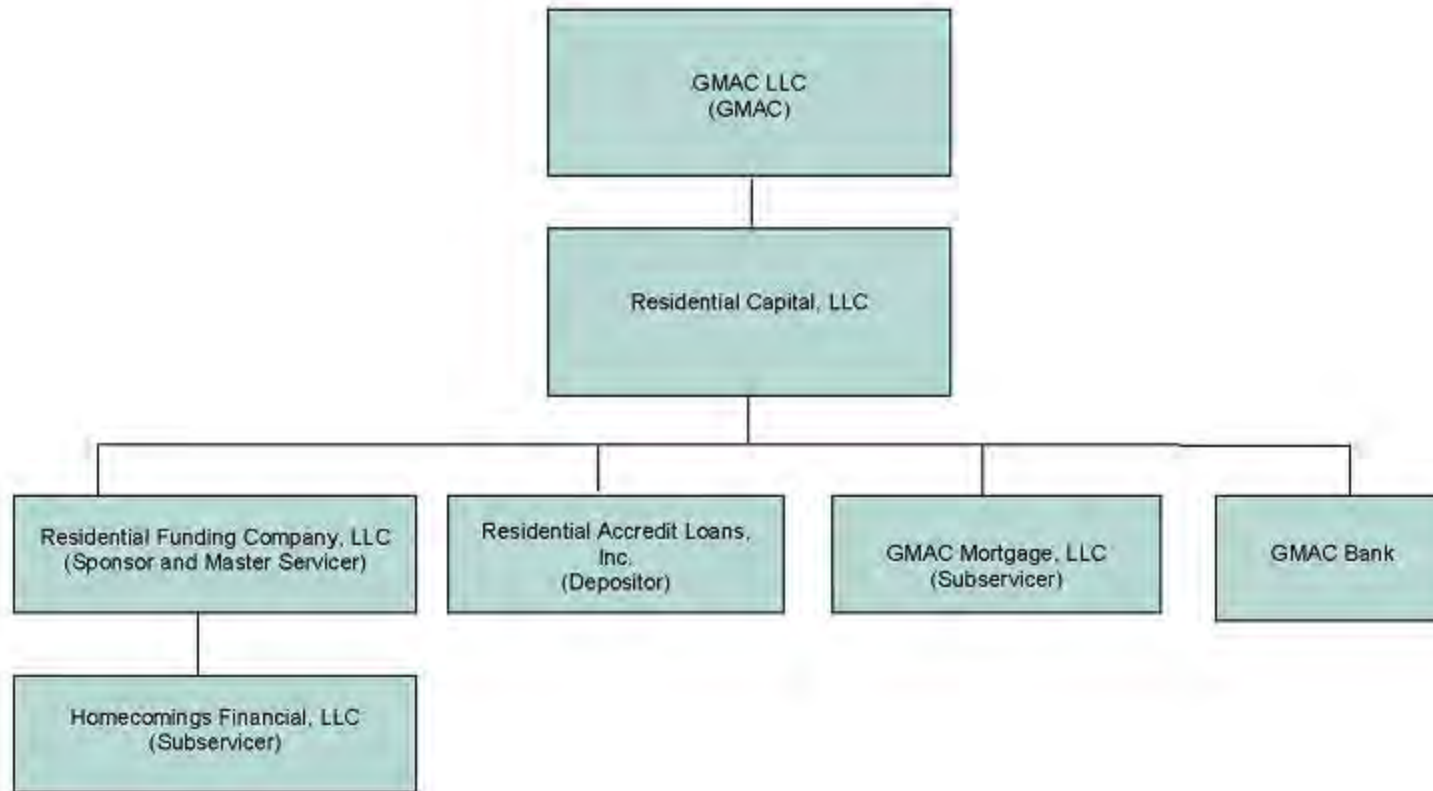 GMAC LLC
(GMAC)
Residential Capital, LLC
Residential Funding Company, LLC
(Sponsor and Master Servicer)
Residential Accredit Loans,
Inc.
(Depositor)
GMAC Mortgage, LLC
(Subservicer)
GMAC Bank
Homecomings Financial, LLC
(Subservicer)